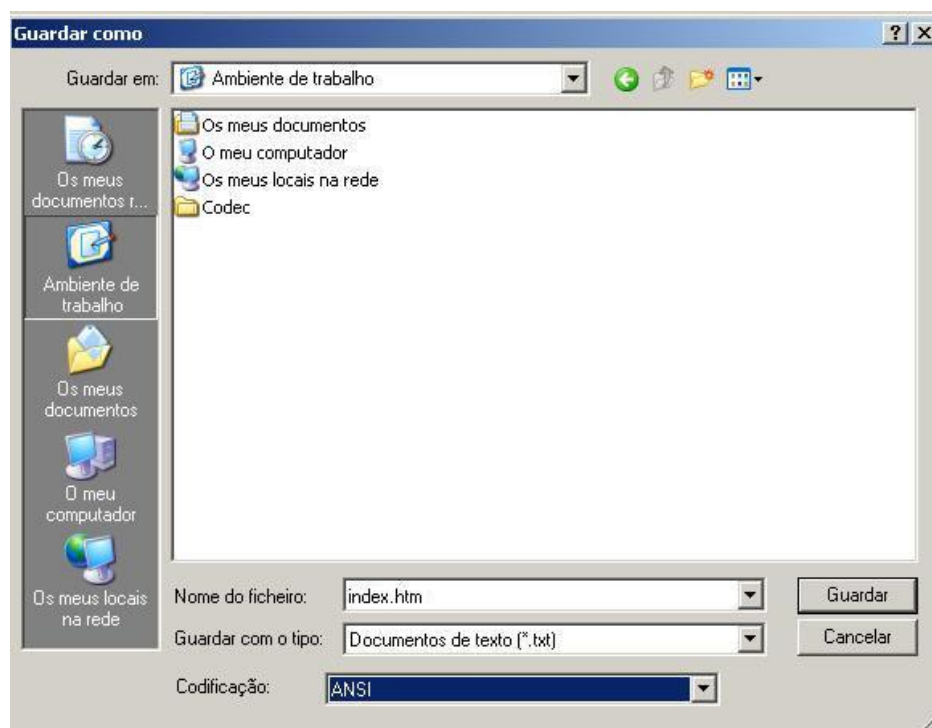 Guardar como
Guardar em:
Ambiente de trabalho
Os meus
documentos r...
Ambiente de
trabalho
Os meus
documentos
O meu
computador
Os meus locais
na rede
Os meus documentos
O meu computador
Os meus locais na rede
Codec
Nome do ficheiro:
index.htm
Guardar
Guardar com o tipo:
Documentos de texto (*.txt)
Cancelar
Codificação:
ANSI